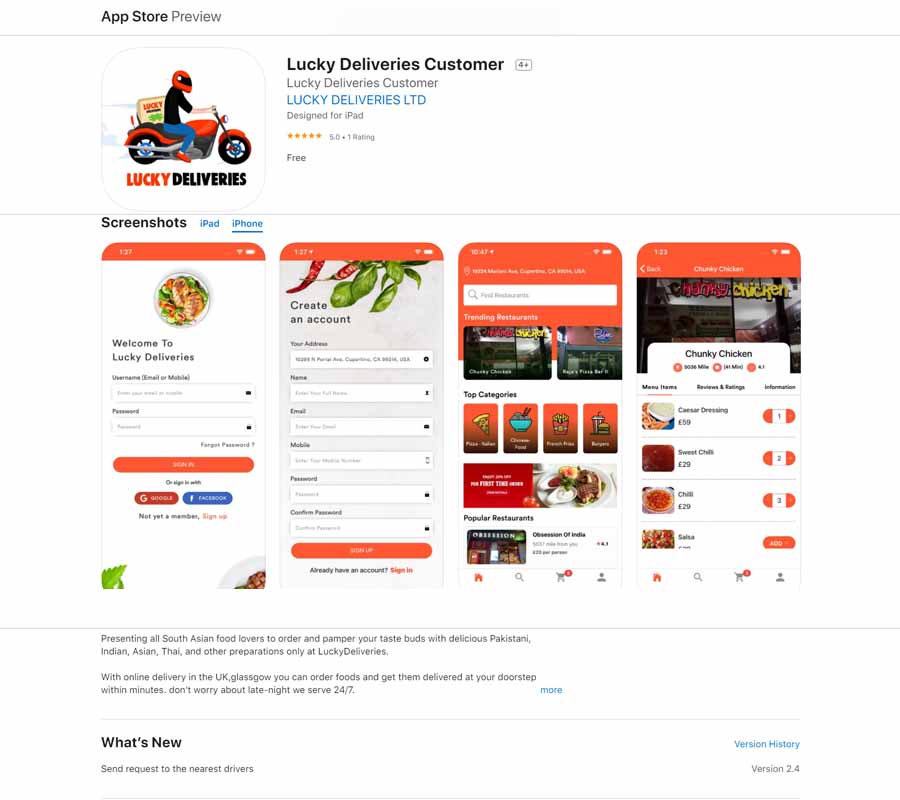 App Store Preview
LUCKY
LUCKY DELIVERIES
Lucky Deliveries Customer 4+
Lucky Deliveries Customer
LUCKY DELIVERIES LTD
Designed for iPad
5.0 • 1 Rating
Free
Screenshots iPad iPhone
1:27
Welcome To
Lucky Deliveries
Username (Email or Mobile)
Enter your email or mobile
Password
Password
Forgot Password ?
SIGN IN
Or sign in with
G GOOGLE f FACEBOOK
Not yet a member, Sign up
1:27
Create
an account
Your Address
10299 N Portal Ave, Cupertino, CA 95014, USA
Name
Enter Your Full Name
Email
Enter Your Email
Mobile
Enter Your Mobile Number
Password
Password
Confirm Password
Confirm Password
SIGN UP
Already have an account? Sign in
10:47
Find Restaurants
Trending Restaurants
chunky chicken
Chunky Chicken Raja's Pizza Bar II
Top Categories
Pizza - Italian Chinese- Food French Fries Burgers
ENJOY 20% OFF
FOR FIRST TIME ORDER
Popular Restaurants
OBSESSION
Obsession Of India
5037 mile from you 4.1
£20 per person
1:23
Back Chunky Chicken
chunky chicken.
Chunky Chicken
5036 Mile (41 Min) 4.1
Menu Items Reviews & Ratings Information
Caesar Dressing
£59 1
Sweet Chilli
£29 2
Chilli
£29 3
Salsa
ADD
Presenting all South Asian food lovers to order and pamper your taste buds with delicious Pakistani,
Indian, Asian, Thai, and other preparations only at LuckyDeliveries.
With online delivery in the UK,glassgow you can order foods and get them delivered at your doorstep
within minutes. don't worry about late-night we serve 24/7. more
What's New Version History
Send request to the nearest drivers Version 2.4